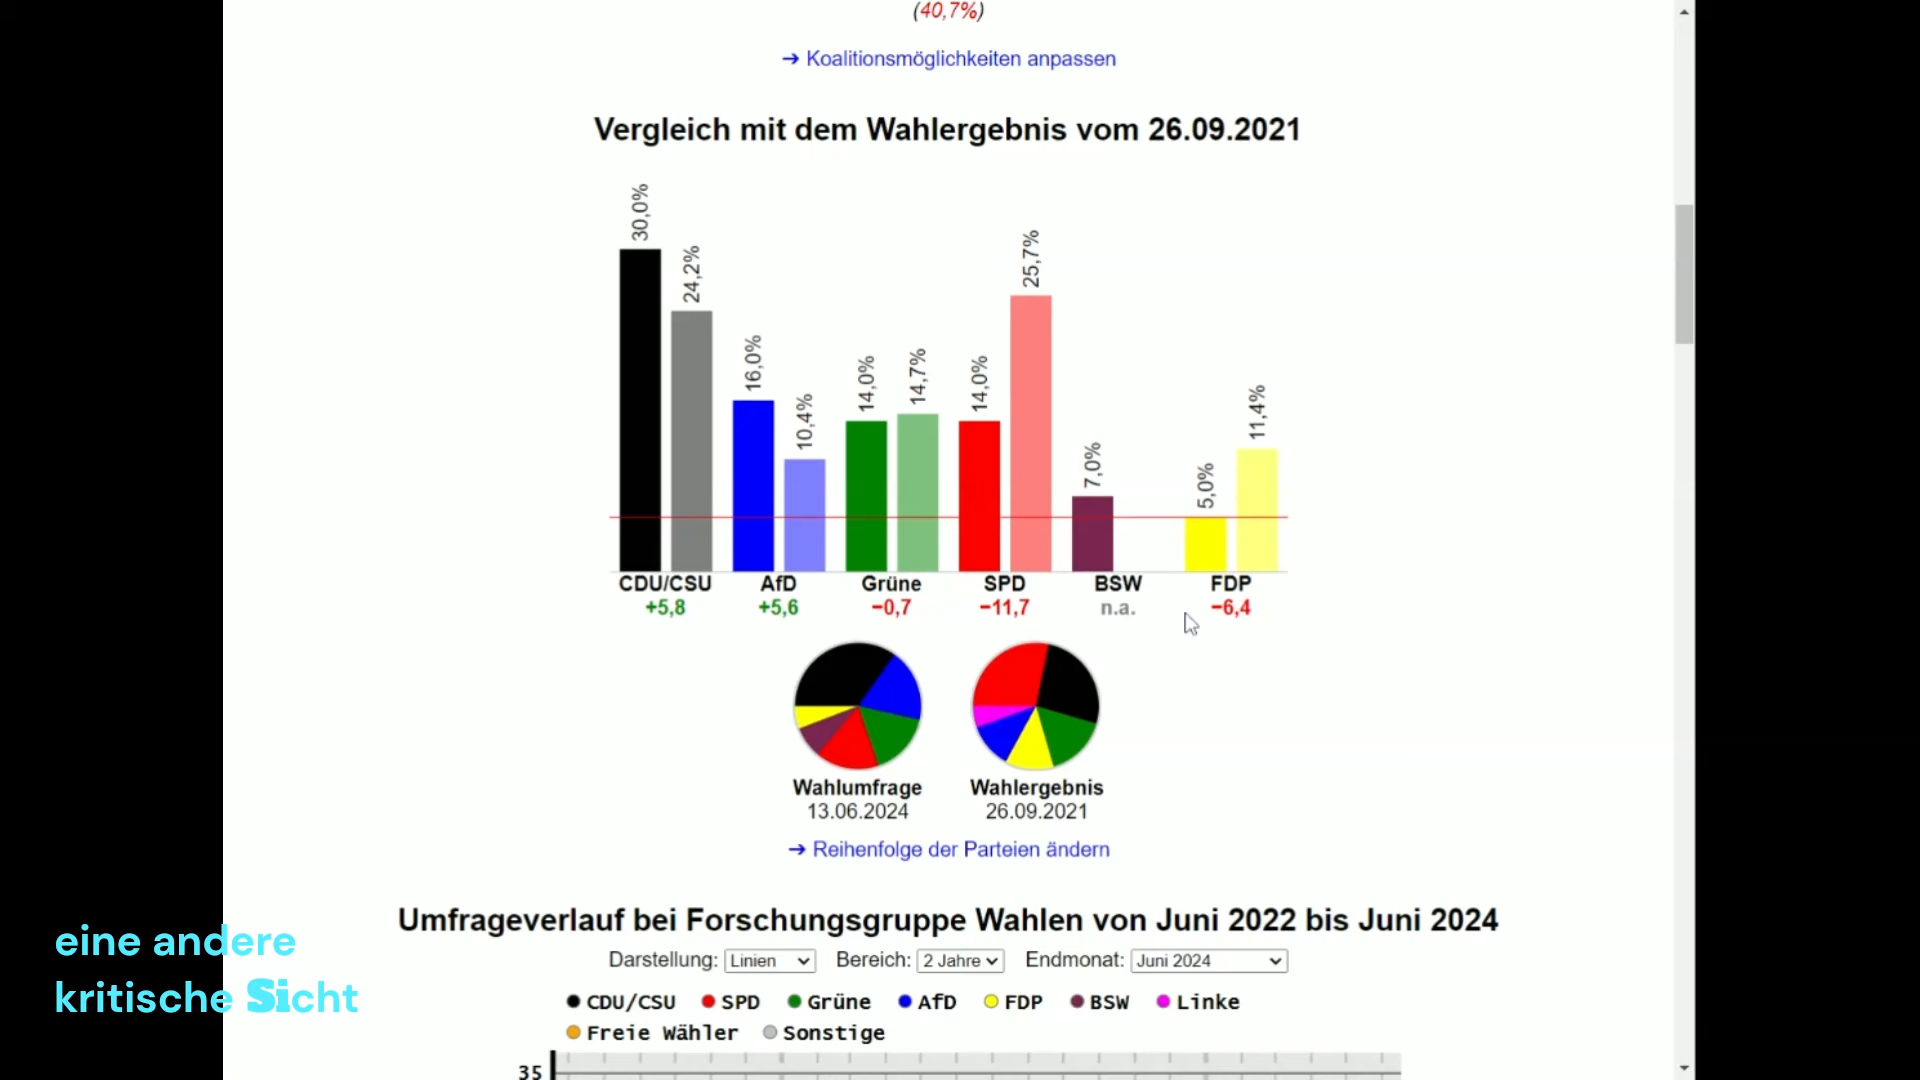 (40,7%)
➔ Koalitionsmöglichkeiten anpassen
Vergleich mit dem Wahlergebnis vom 26.09.2021
30,0%
24,2%
16,0%
10,4%
14,0%
14,7%
14,0%
25,7%
7,0%
5,0%
11,4%
CDU/CSU AfD Grüne SPD BSW FDP
+5,8 +5,6 −0,7 −11,7 n.a. −6,4
Wahlumfrage Wahlergebnis
13.06.2024 26.09.2021
➔ Reihenfolge der Parteien ändern
Umfrageverlauf bei Forschungsgruppe Wahlen von Juni 2022 bis Juni 2024
Darstellung: Linien Bereich: 2 Jahre Endmonat: Juni 2024
CDU/CSU SPD Grüne AfD FDP BSW Linke
Freie Wähler Sonstige
35
eine andere
kritische Sicht